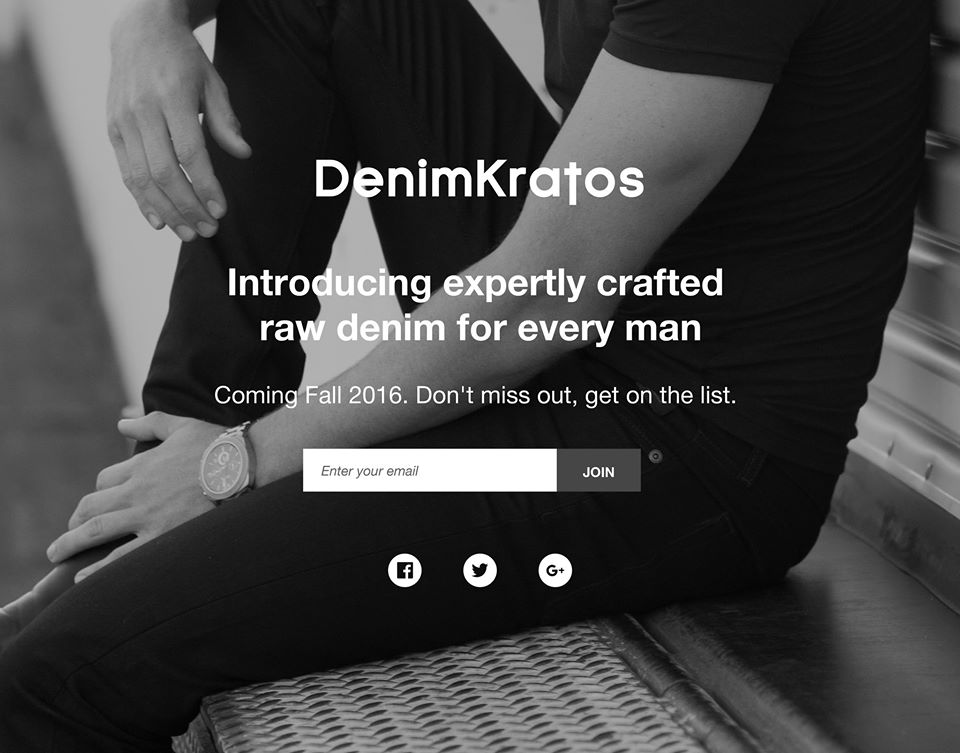 DenimKratos
Introducing expertly crafted
raw denim for every man
Coming Fall 2016. Don't miss out, get on the list.
Enter your email
JOIN
G+